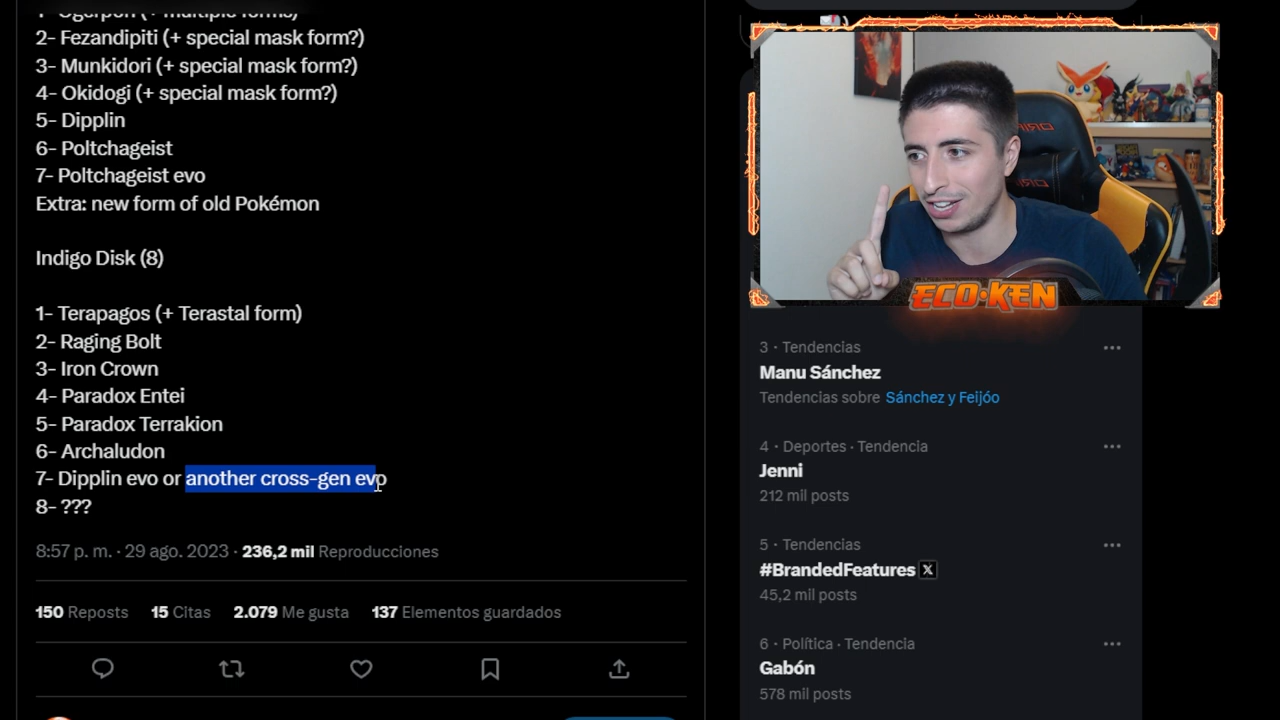 1- Ogerpon (+ multiple forms)
2- Fezandipiti (+ special mask form?)
3- Munkidori (+ special mask form?)
4- Okidogi (+ special mask form?)
5- Dipplin
6- Poltchageist
7- Poltchageist evo
Extra: new form of old Pokémon
Indigo Disk (8)
1- Terapagos (+ Terastal form)
2- Raging Bolt
3- Iron Crown
4- Paradox Entei
5- Paradox Terrakion
6- Archaludon
7- Dipplin evo or another cross-gen evo
8- ???
8:57 p. m. · 29 ago. 2023 · 236,2 mil Reproducciones
150 Reposts 15 Citas 2.079 Me gusta 137 Elementos guardados
ECO·KEN
3 · Tendencias
Manu Sánchez
Tendencias sobre Sánchez y Feijóo
4 · Deportes · Tendencia
Jenni
212 mil posts
5 · Tendencias
#BrandedFeatures
45,2 mil posts
6 · Política · Tendencia
Gabón
578 mil posts